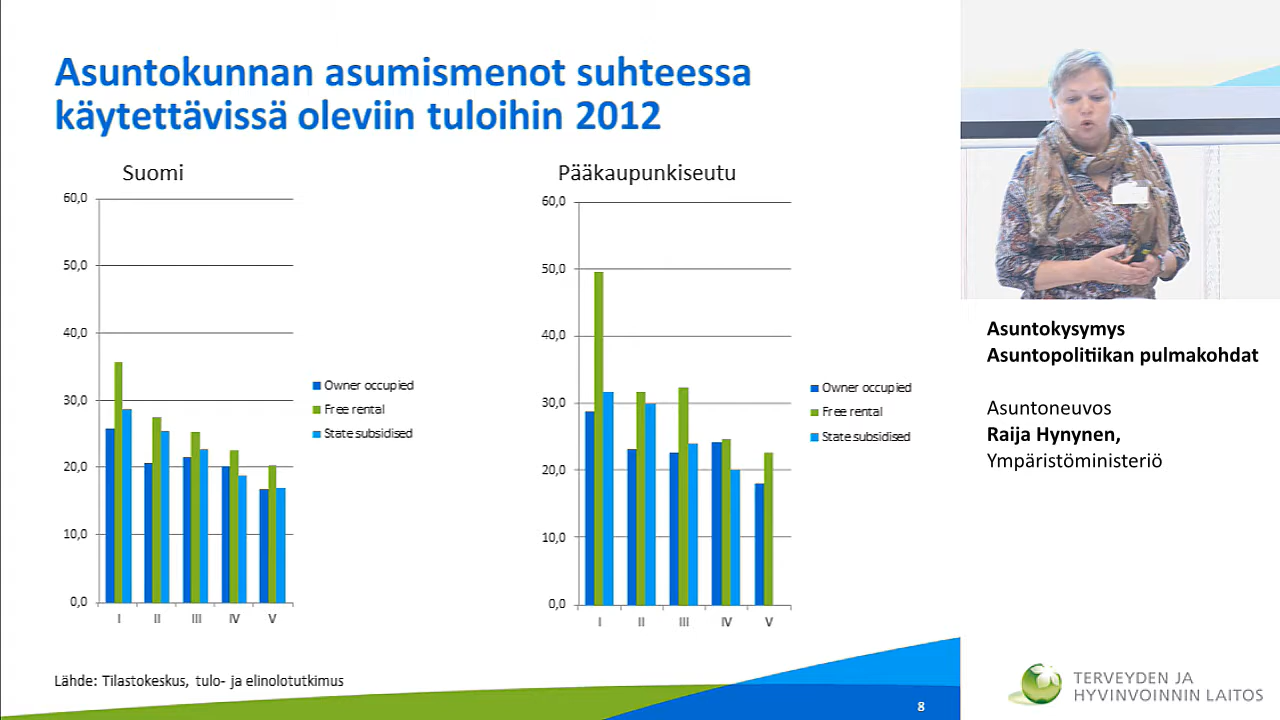 Asuntokunnan asumismenot suhteessa
käytettävissä oleviin tuloihin 2012
Suomi
60,0
50,0
40,0
30,0
20,0
10,0
0,0
I
II
III
IV
V
Owner occupied
Free rental
State subsidised
Pääkaupunkiseutu
60,0
50,0
40,0
30,0
20,0
10,0
0,0
I
II
III
IV
V
Owner occupied
Free rental
State subsidised
Lähde: Tilastokeskus, tulo- ja elinolotutkimus
8
Asuntokysymys
Asuntopolitiikan pulmakohdat
Asuntoneuvos
Raija Hynynen,
Ympäristöministeriö
TERVEYDEN JA
HYVINVOINNIN LAITOS